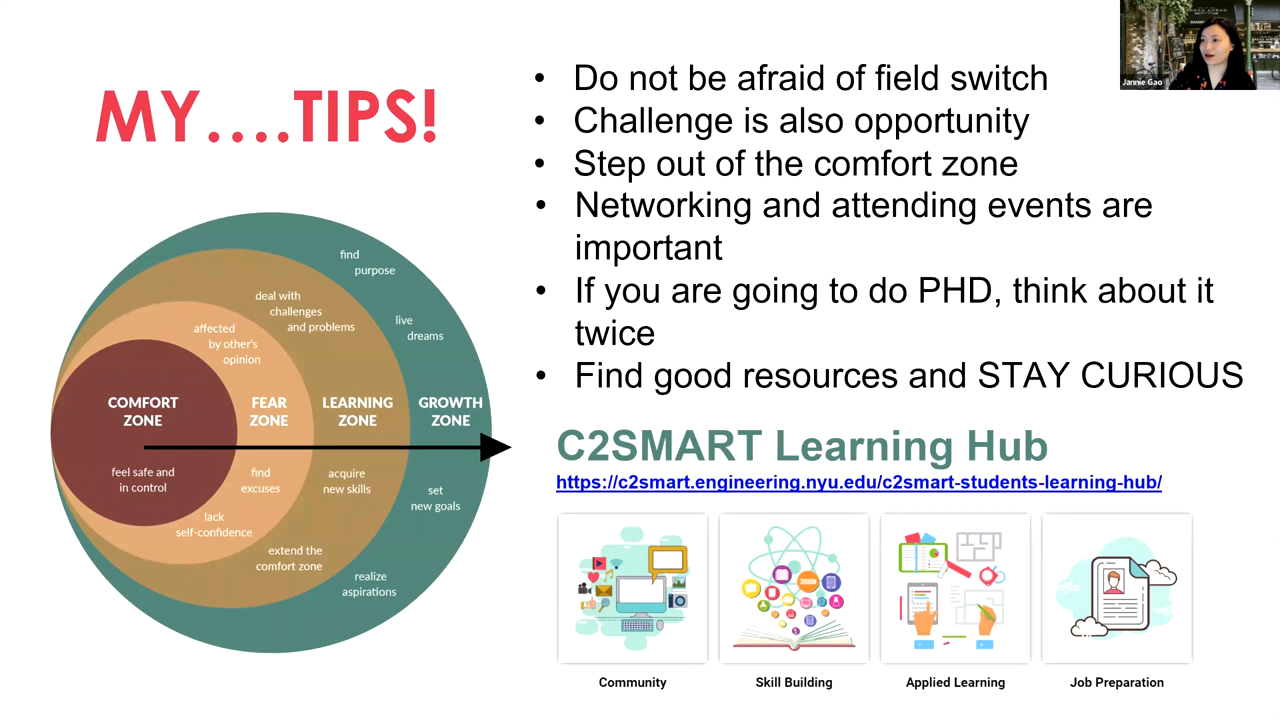 MY....TIPS!
• Do not be afraid of field switch
• Challenge is also opportunity
• Step out of the comfort zone
• Networking and attending events are
important
• If you are going to do PHD, think about it
twice
• Find good resources and STAY CURIOUS
Jannie Gao
COMFORT
ZONE
feel safe and
in control
FEAR
ZONE
affected
by other's
opinion
find
excuses
lack
self-confidence
LEARNING
ZONE
deal with
challenges
and problems
acquire
new skills
extend the
comfort zone
GROWTH
ZONE
find
purpose
live
dreams
set
new goals
realize
aspirations
C2SMART Learning Hub
https://c2smart.engineering.nyu.edu/c2smart-students-learning-hub/
Community
Skill Building
Applied Learning
Job Preparation